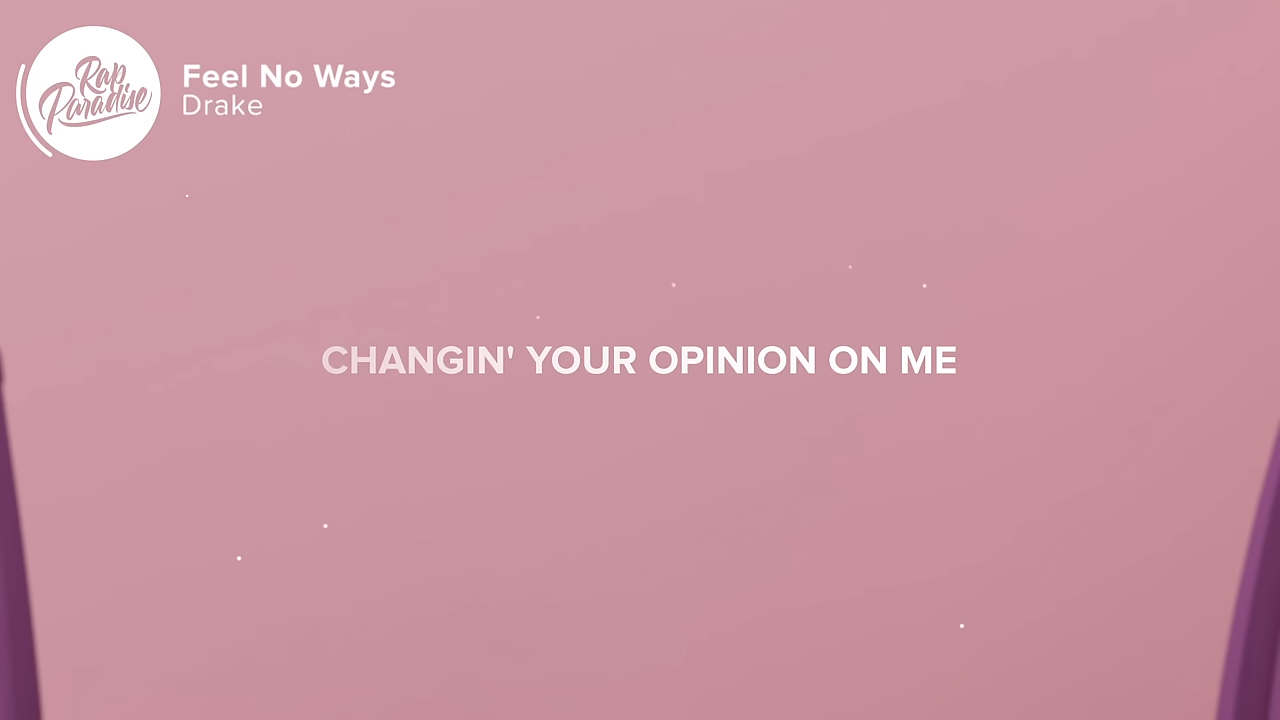 Rap
Paradise
Feel No Ways
Drake
CHANGIN' YOUR OPINION ON ME